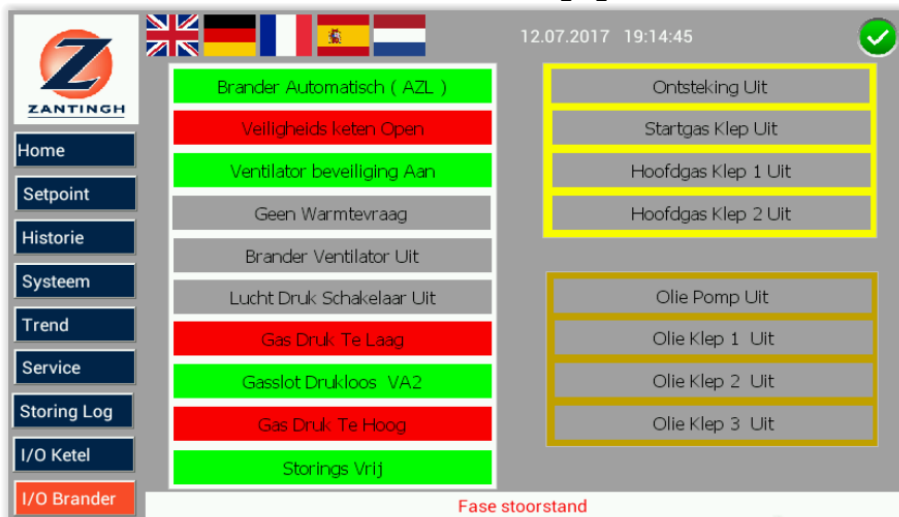 12.07.2017 19:14:45
ZANTINGH
Home
Setpoint
Historie
Systeem
Trend
Service
Storing Log
I/O Ketel
I/O Brander
Brander Automatisch ( AZL )
Veiligheids keten Open
Ventilator beveiliging Aan
Geen Warmtevraag
Brander Ventilator Uit
Lucht Druk Schakelaar Uit
Gas Druk Te Laag
Gasslot Drukloos VA2
Gas Druk Te Hoog
Storings Vrij
Ontsteking Uit
Startgas Klep Uit
Hoofdgas Klep 1 Uit
Hoofdgas Klep 2 Uit
Olie Pomp Uit
Olie Klep 1 Uit
Olie Klep 2 Uit
Olie Klep 3 Uit
Fase stoorstand